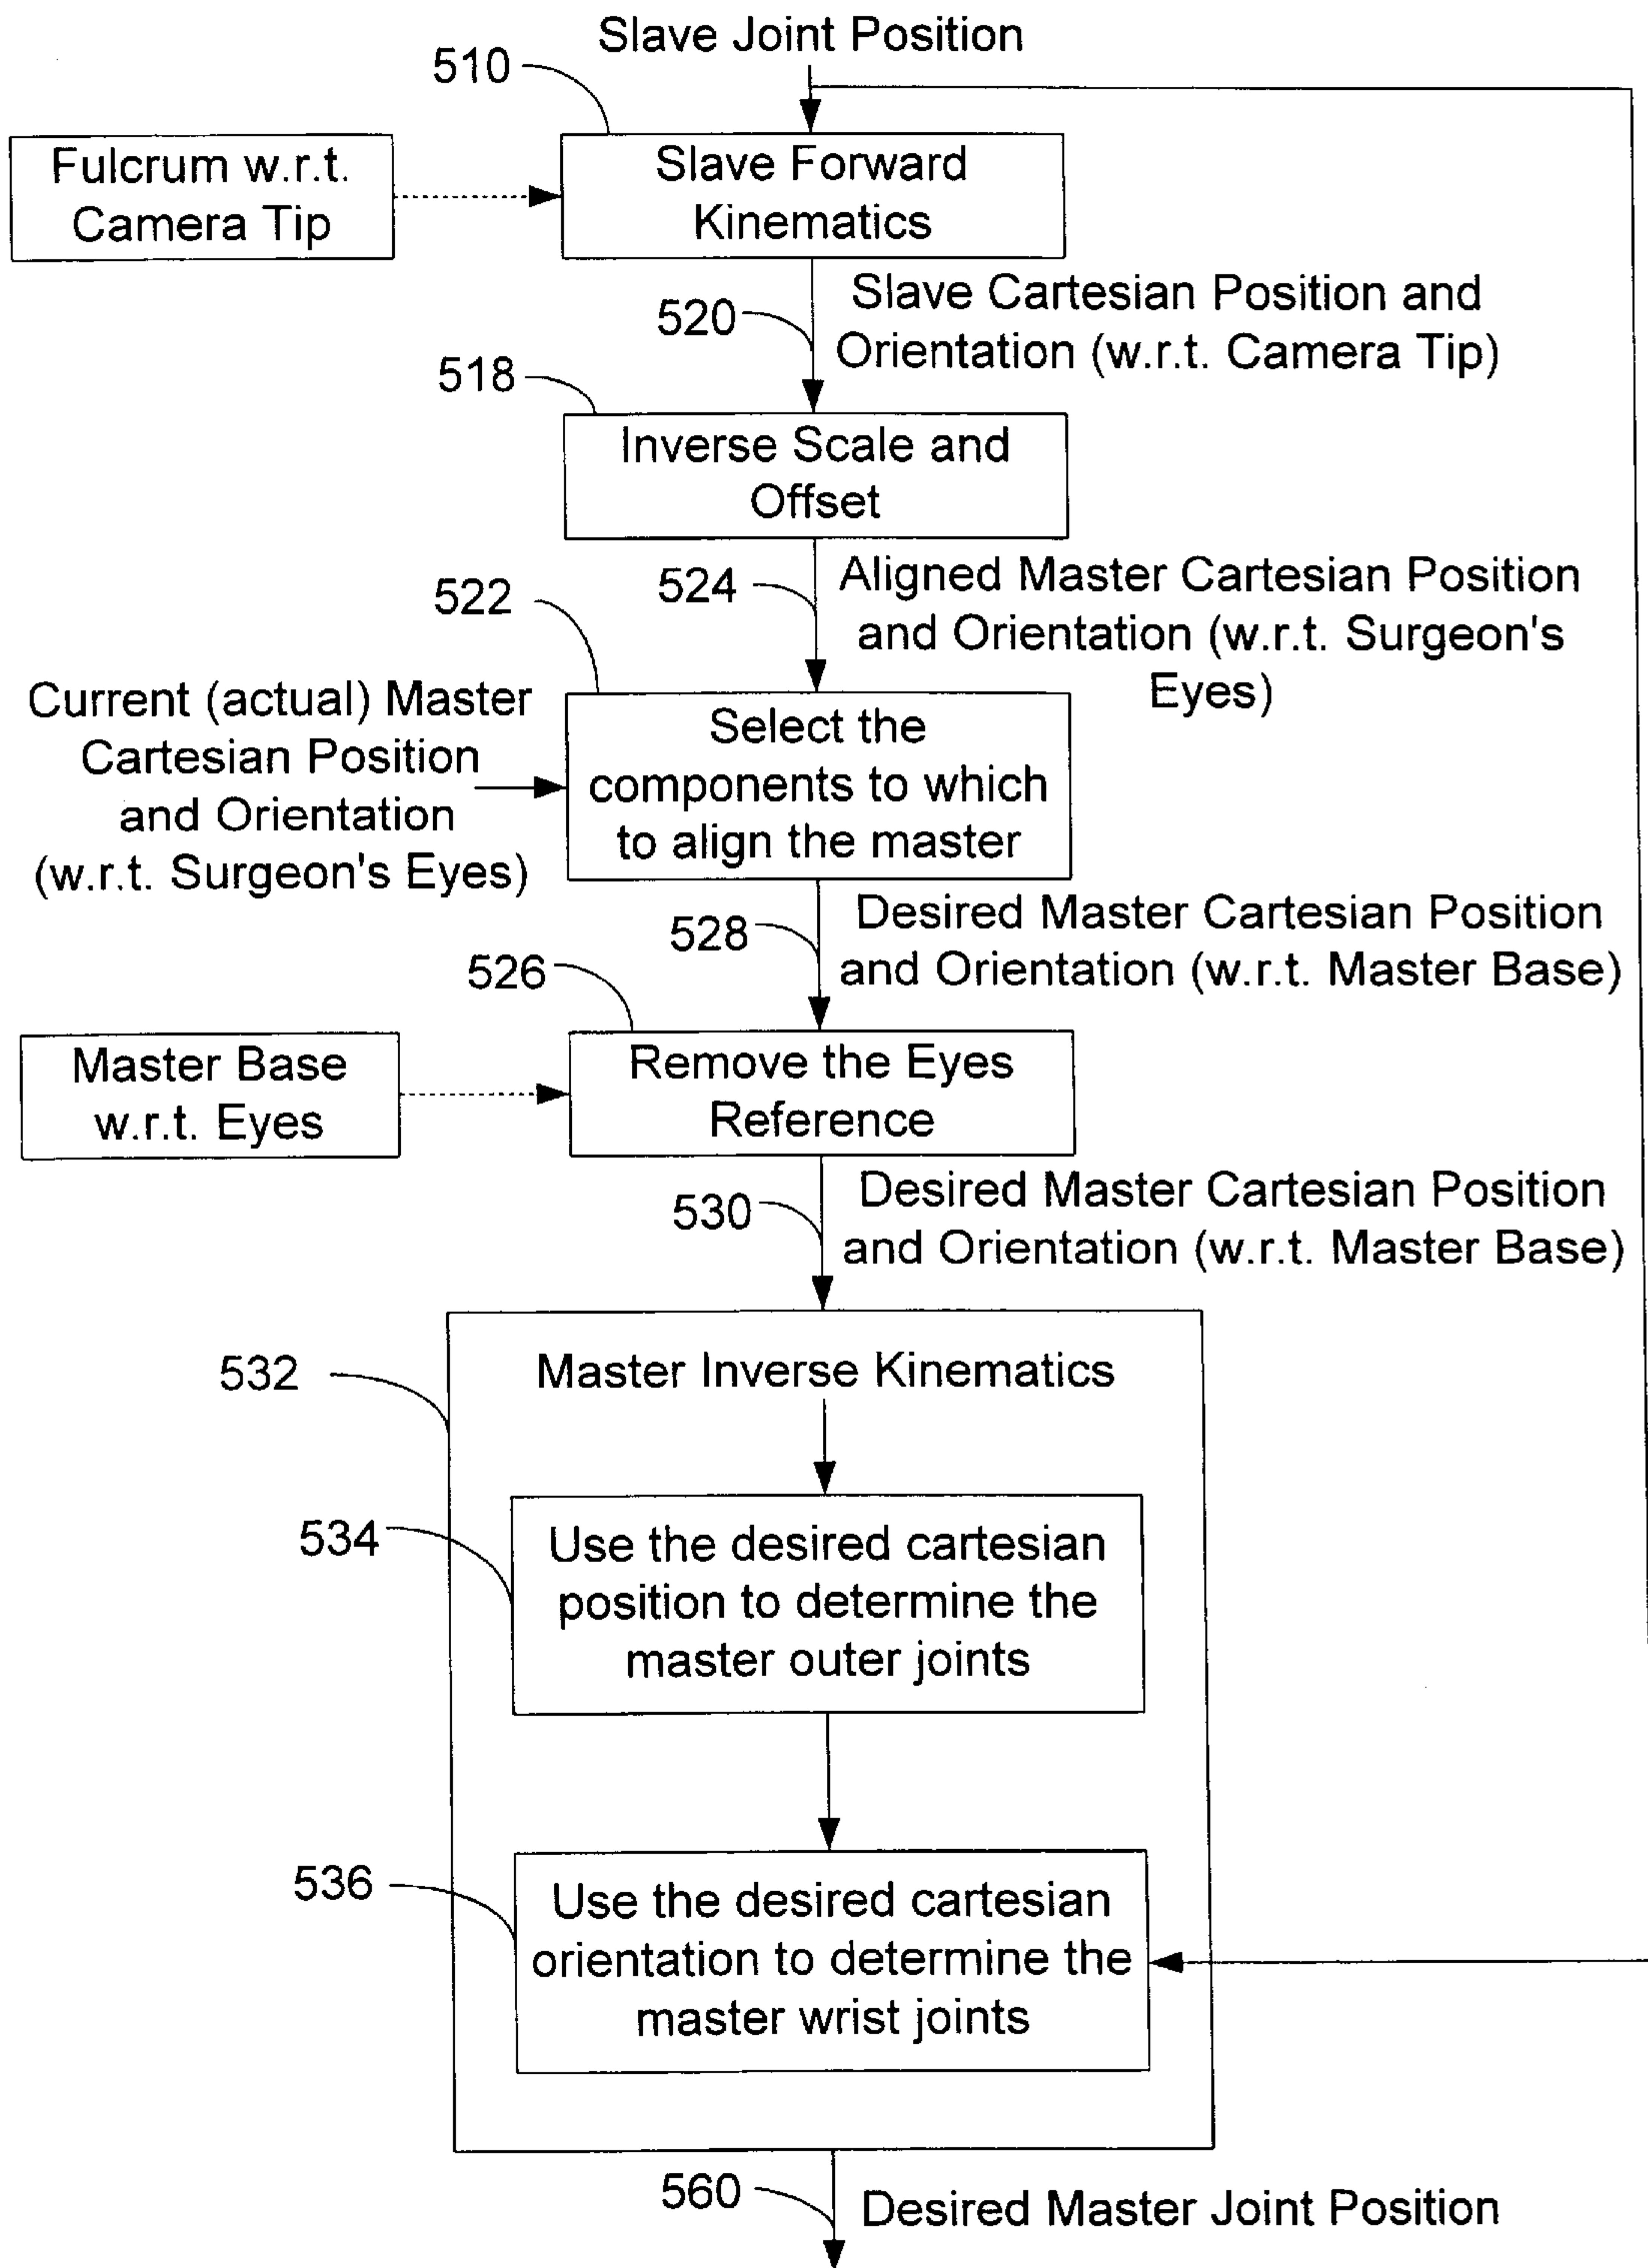 Slave Joint Position
510
Fulcrum w.r.t.
Camera Tip
Slave Forward
Kinematics
520
Slave Cartesian Position and
Orientation (w.r.t. Camera Tip)
518
Inverse Scale and
Offset
524
Aligned Master Cartesian Position
and Orientation (w.r.t. Surgeon's
Eyes)
522
Current (actual) Master
Cartesian Position
and Orientation
(w.r.t. Surgeon's Eyes)
Select the
components to which
to align the master
528
Desired Master Cartesian Position
and Orientation (w.r.t. Master Base)
526
Master Base
w.r.t. Eyes
Remove the Eyes
Reference
530
Desired Master Cartesian Position
and Orientation (w.r.t. Master Base)
532
Master Inverse Kinematics
534
Use the desired cartesian
position to determine the
master outer joints
536
Use the desired cartesian
orientation to determine the
master wrist joints
560
Desired Master Joint Position